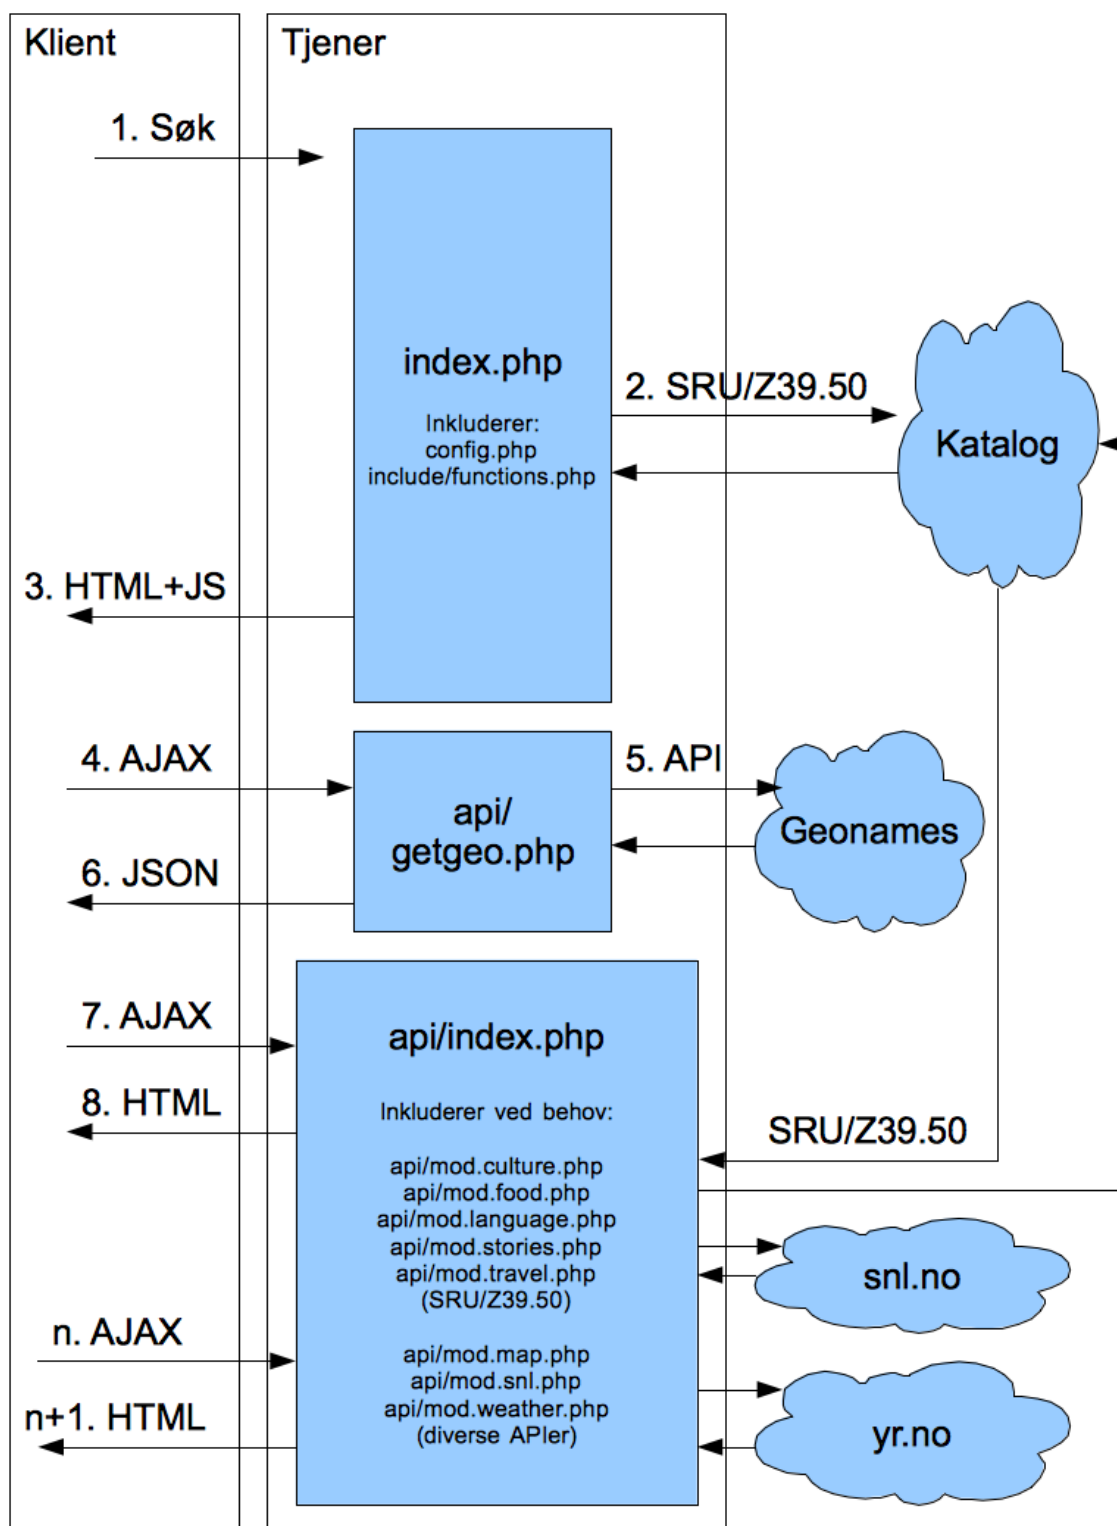 Klient
Tjener
1. Søk
index.php
Inkluderer:
config.php
include/functions.php
2. SRU/Z39.50
Katalog
3. HTML+JS
4. AJAX
api/
getgeo.php
5. API
Geonames
6. JSON
7. AJAX
api/index.php
8. HTML
Inkluderer ved behov:
SRU/Z39.50
api/mod.culture.php
api/mod.food.php
api/mod.language.php
api/mod.stories.php
api/mod.travel.php
(SRU/Z39.50)
snl.no
n. AJAX
api/mod.map.php
api/mod.snl.php
api/mod.weather.php
(diverse APIer)
n+1. HTML
yr.no